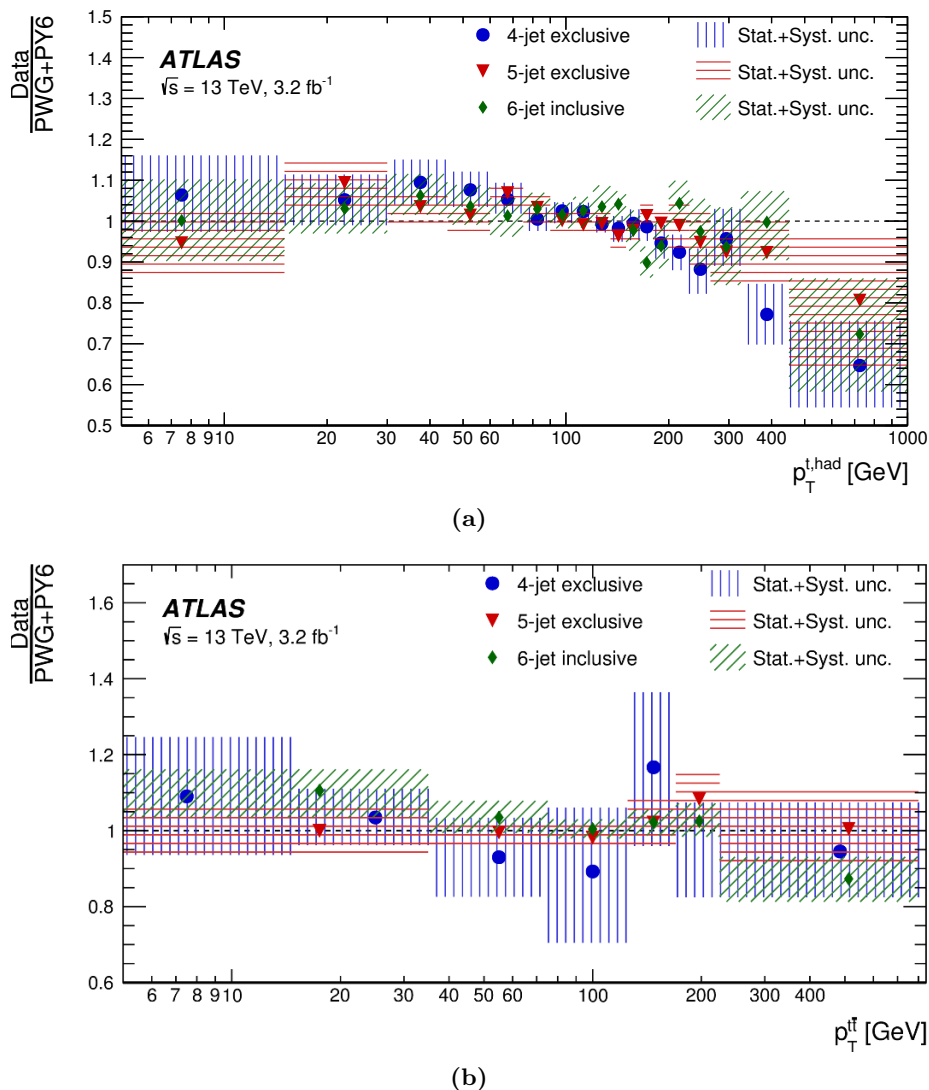 Data
PWG+PY6
1.5
1.4
1.3
1.2
1.1
1
0.9
0.8
0.7
0.6
0.5
ATLAS
√s = 13 TeV, 3.2 fb⁻¹
4-jet exclusive
5-jet exclusive
6-jet inclusive
Stat.+Syst. unc.
Stat.+Syst. unc.
Stat.+Syst. unc.
6 7 8 9 10 20 30 40 50 60 100 200 300 400 1000
p_T^{t,had} [GeV]
(a)
Data
PWG+PY6
1.6
1.4
1.2
1
0.8
0.6
ATLAS
√s = 13 TeV, 3.2 fb⁻¹
4-jet exclusive
5-jet exclusive
6-jet inclusive
Stat.+Syst. unc.
Stat.+Syst. unc.
Stat.+Syst. unc.
6 7 8 9 10 20 30 40 50 60 100 200 300 400
p_T^{tt̄} [GeV]
(b)